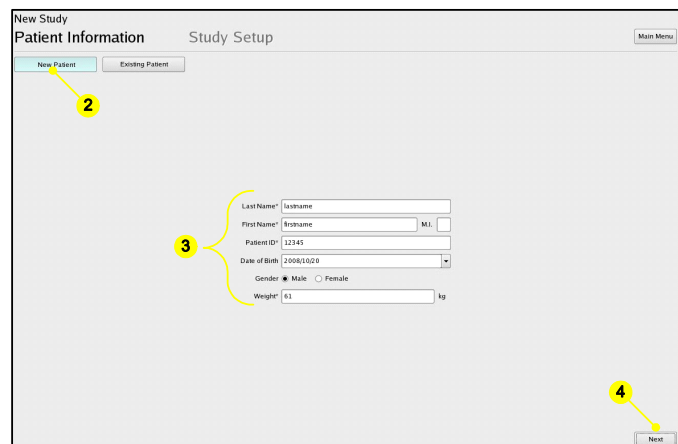 New Study
Patient Information Study Setup
Main Menu
New Patient Existing Patient
2
Last Name* lastname
First Name* firstname M.I.
3
Patient ID* 12345
Date of Birth 2008/10/20
Gender Male Female
Weight* 61 kg
4
Next